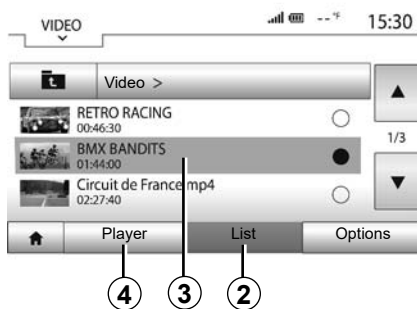 VIDEO
-- °F
15:30
Video >
RETRO RACING
00:46:30
1/3
BMX BANDITS
01:44:00
Circuit de France.mp4
02:27:40
Player
List
Options
4
3
2